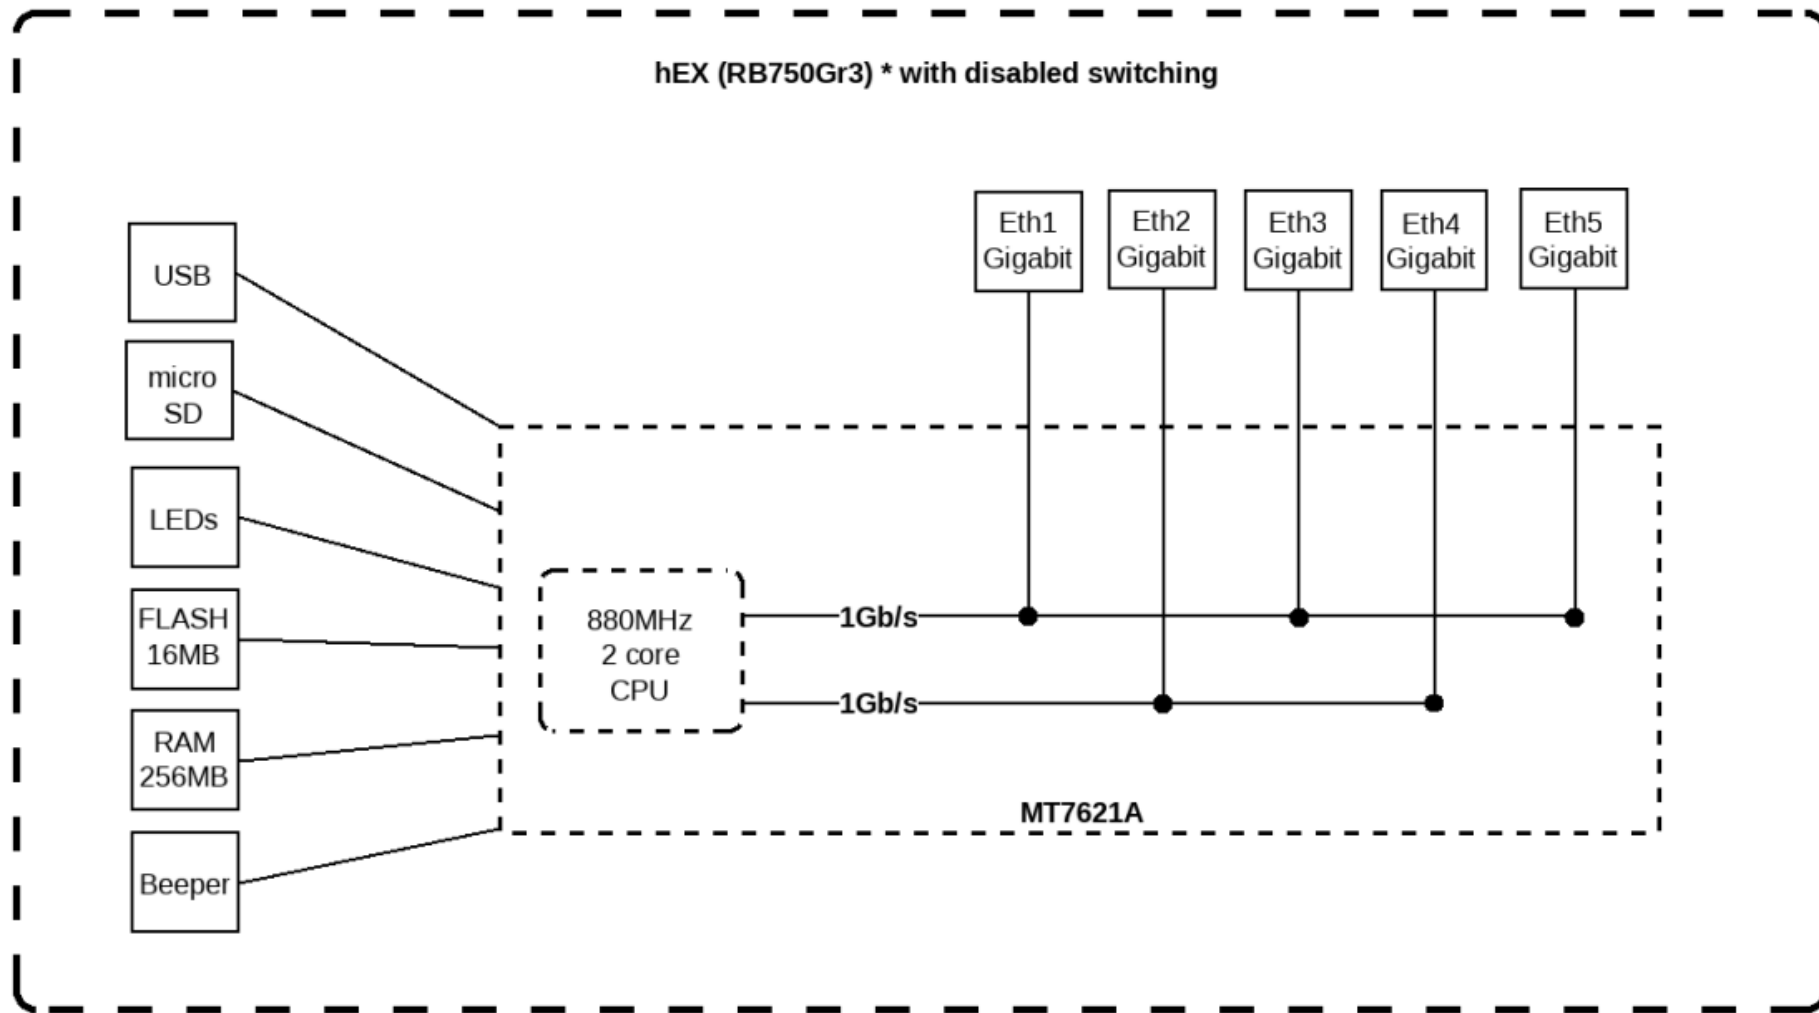 hEX (RB750Gr3) * with disabled switching
Eth1
Gigabit
Eth2
Gigabit
Eth3
Gigabit
Eth4
Gigabit
Eth5
Gigabit
USB
micro
SD
LEDs
FLASH
16MB
RAM
256MB
Beeper
880MHz
2 core
CPU
1Gb/s
1Gb/s
MT7621A